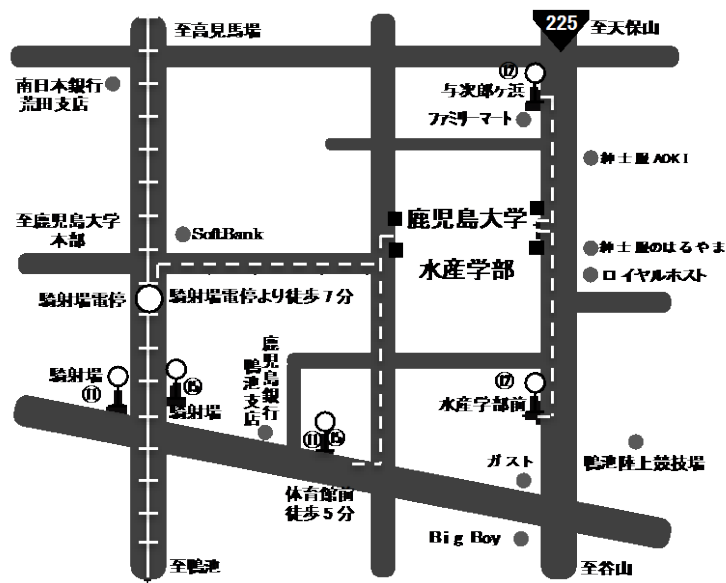 至高見馬場
225
至天保山
⑰
南日本銀行
荒田支店
与次郎ヶ浜
ファミリーマート
紳士服AOKI
至鹿児島大学
本部
SoftBank
鹿児島大学
水産学部
紳士服のはるやま
ロイヤルホスト
騎射場電停
騎射場電停より徒歩7分
鹿児島銀行
鴨池支店
騎射場
⑪
⑮
騎射場
⑰
水産学部前
⑪
⑮
体育館前
徒歩5分
ガスト
鴨池陸上競技場
Big Boy
至鴨池
至谷山